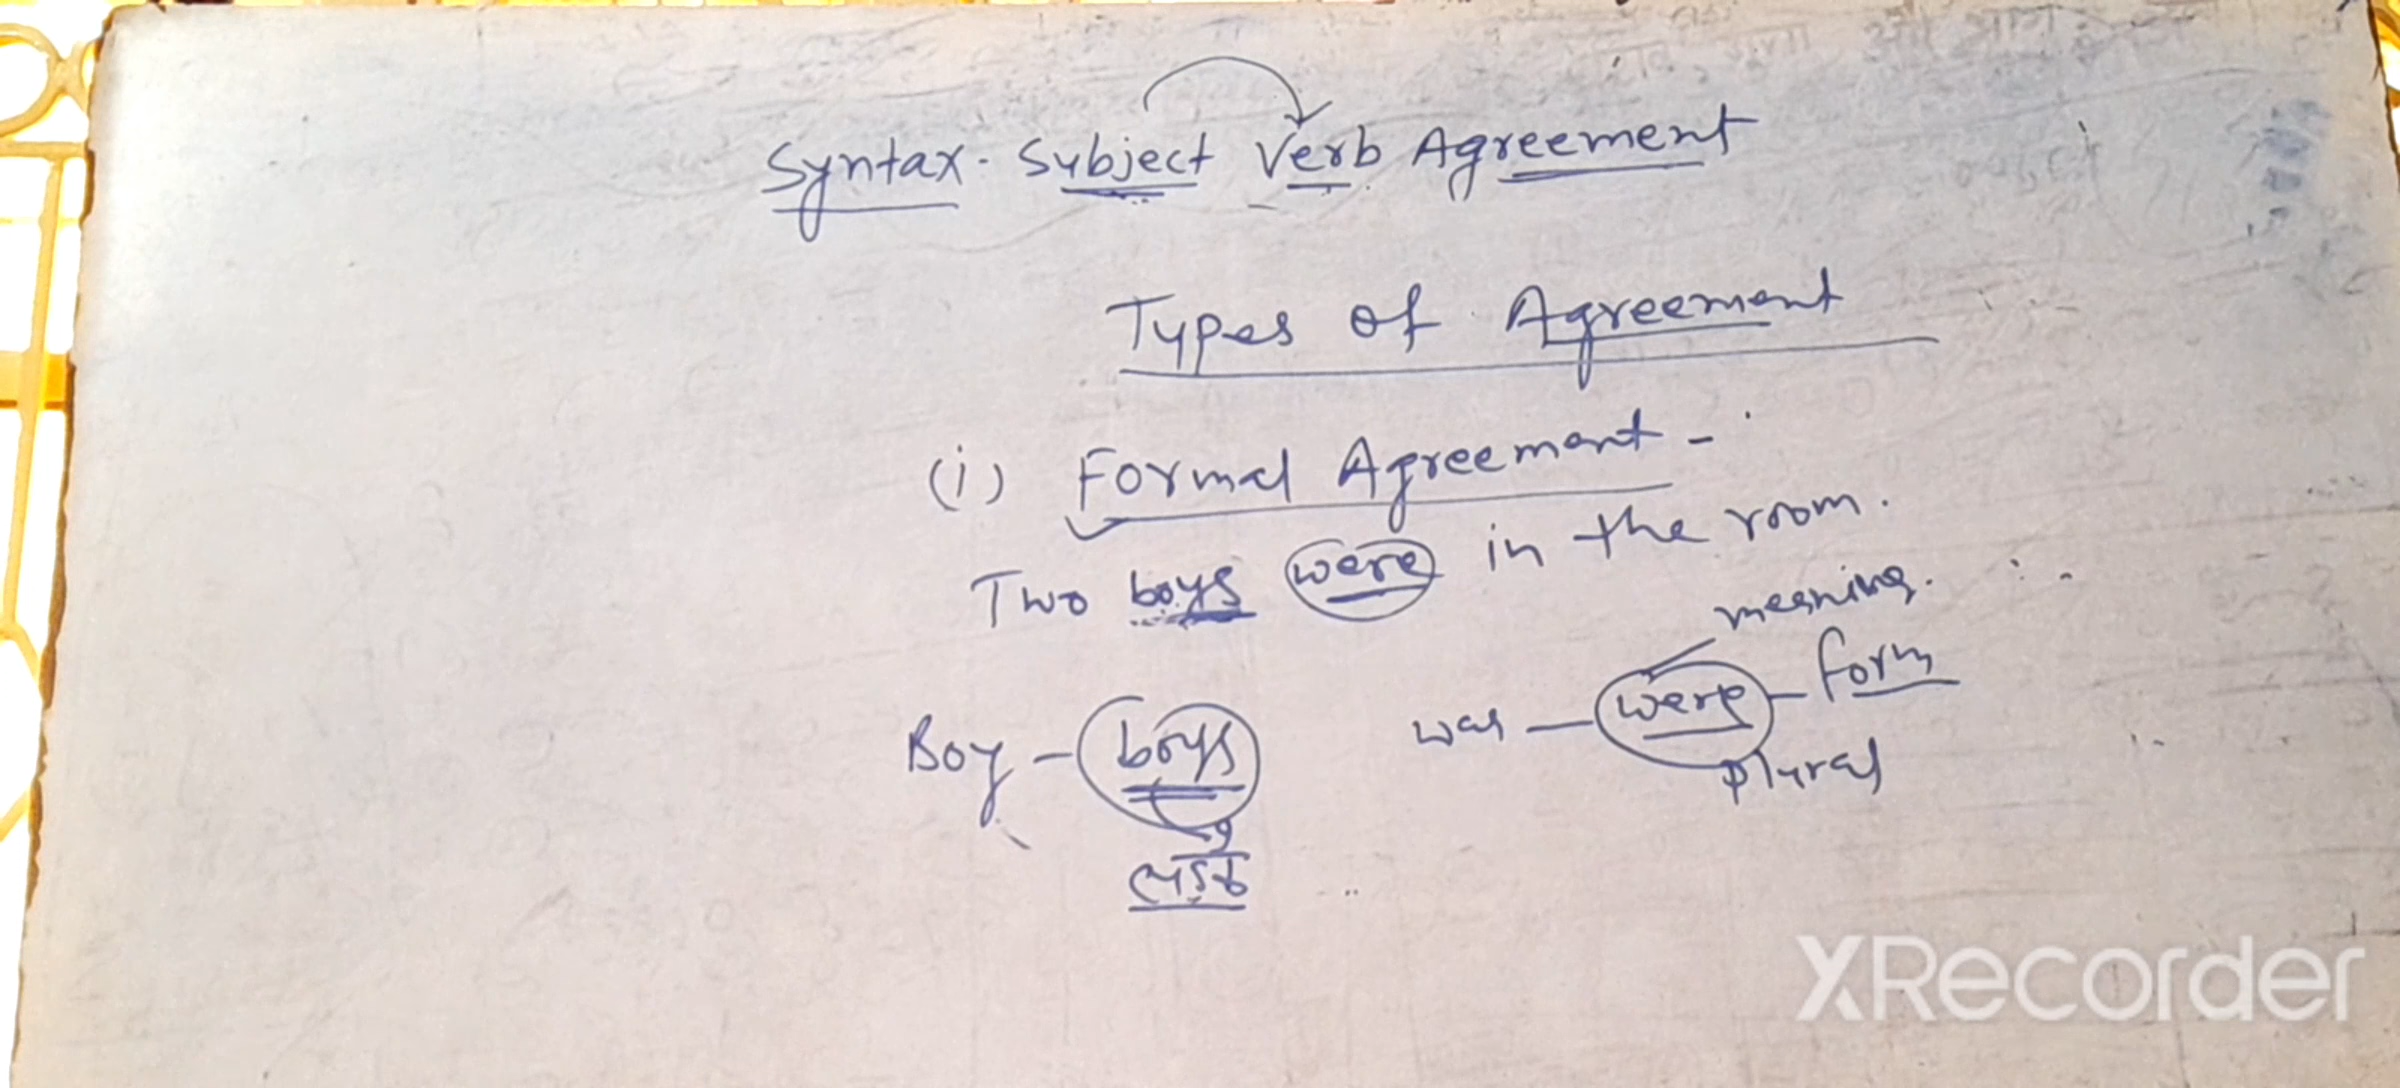 Syntax - Subject Verb Agreement
Types of Agreement
(i) Formal Agreement -
Two boys were in the room.
meaning.
Boy - boys
was - were - form
plural
XRecorder